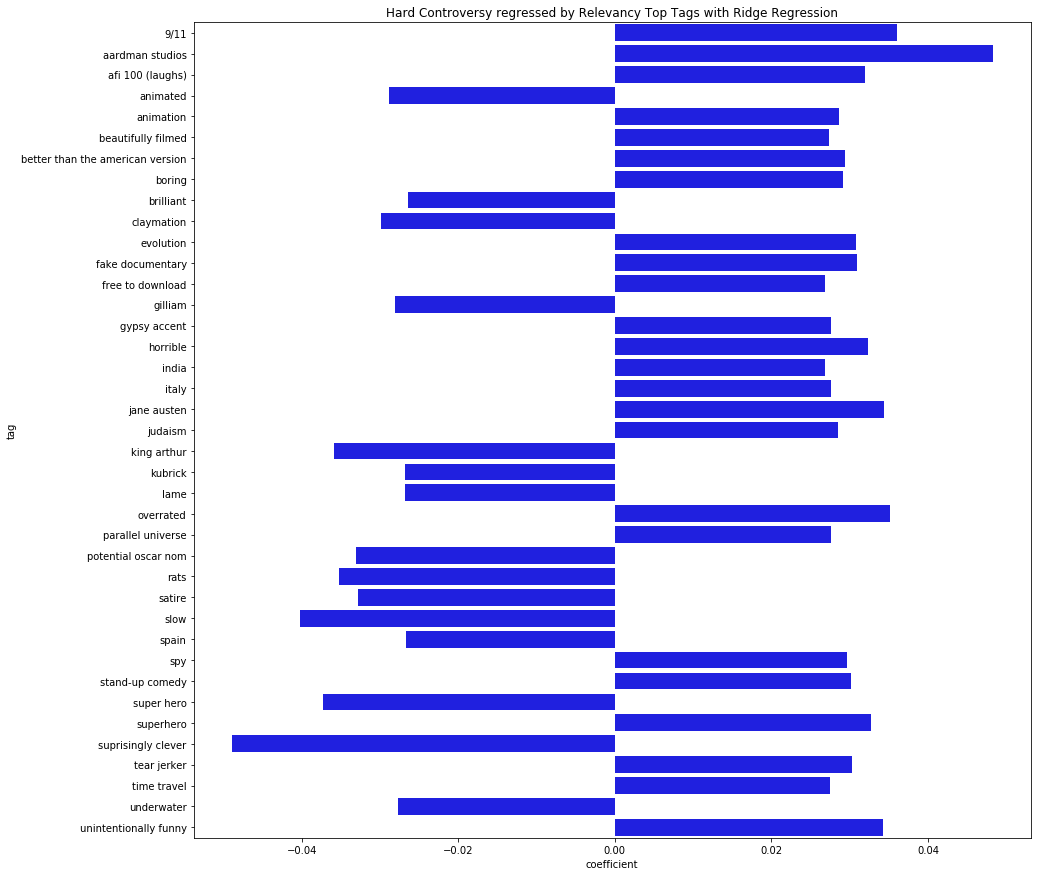 Hard Controversy regressed by Relevancy Top Tags with Ridge Regression
9/11
aardman studios
afi 100 (laughs)
animated
animation
beautifully filmed
better than the american version
boring
brilliant
claymation
evolution
fake documentary
free to download
gilliam
gypsy accent
horrible
india
italy
jane austen
judaism
king arthur
kubrick
lame
overrated
parallel universe
potential oscar nom
rats
satire
slow
spain
spy
stand-up comedy
super hero
superhero
suprisingly clever
tear jerker
time travel
underwater
unintentionally funny
tag
−0.04 −0.02 0.00 0.02 0.04
coefficient